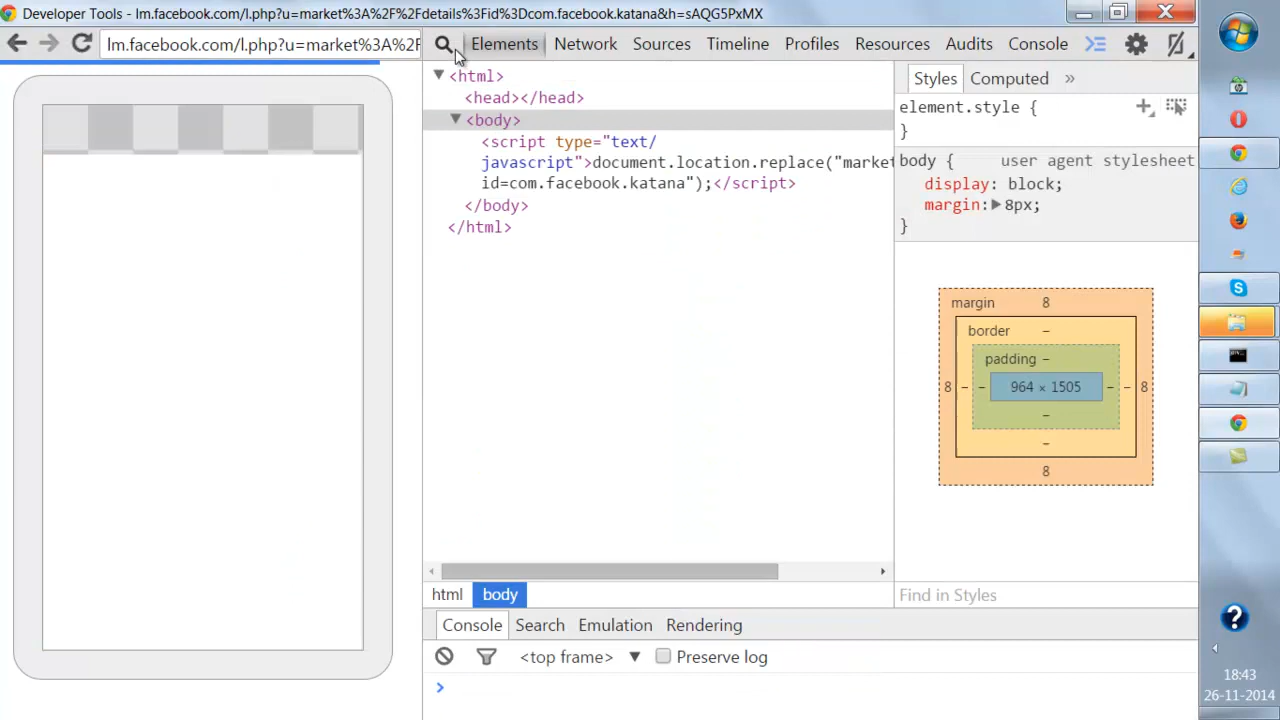 Developer Tools - lm.facebook.com/l.php?u=market%3A%2F%2Fdetails%3Fid%3Dcom.facebook.katana&h=sAQG5PxMX
lm.facebook.com/l.php?u=market%3A%2F
Elements Network Sources Timeline Profiles Resources Audits Console
<html>
<head></head>
<body>
<script type="text/
javascript">document.location.replace("market
id=com.facebook.katana");</script>
</body>
</html>
Styles Computed »
element.style {
}
body { user agent stylesheet
display: block;
margin: 8px;
}
margin 8
border –
padding –
8 – – 964 × 1505 – – 8
–
–
8
html body
Find in Styles
Console Search Emulation Rendering
<top frame> Preserve log
18:43
26-11-2014